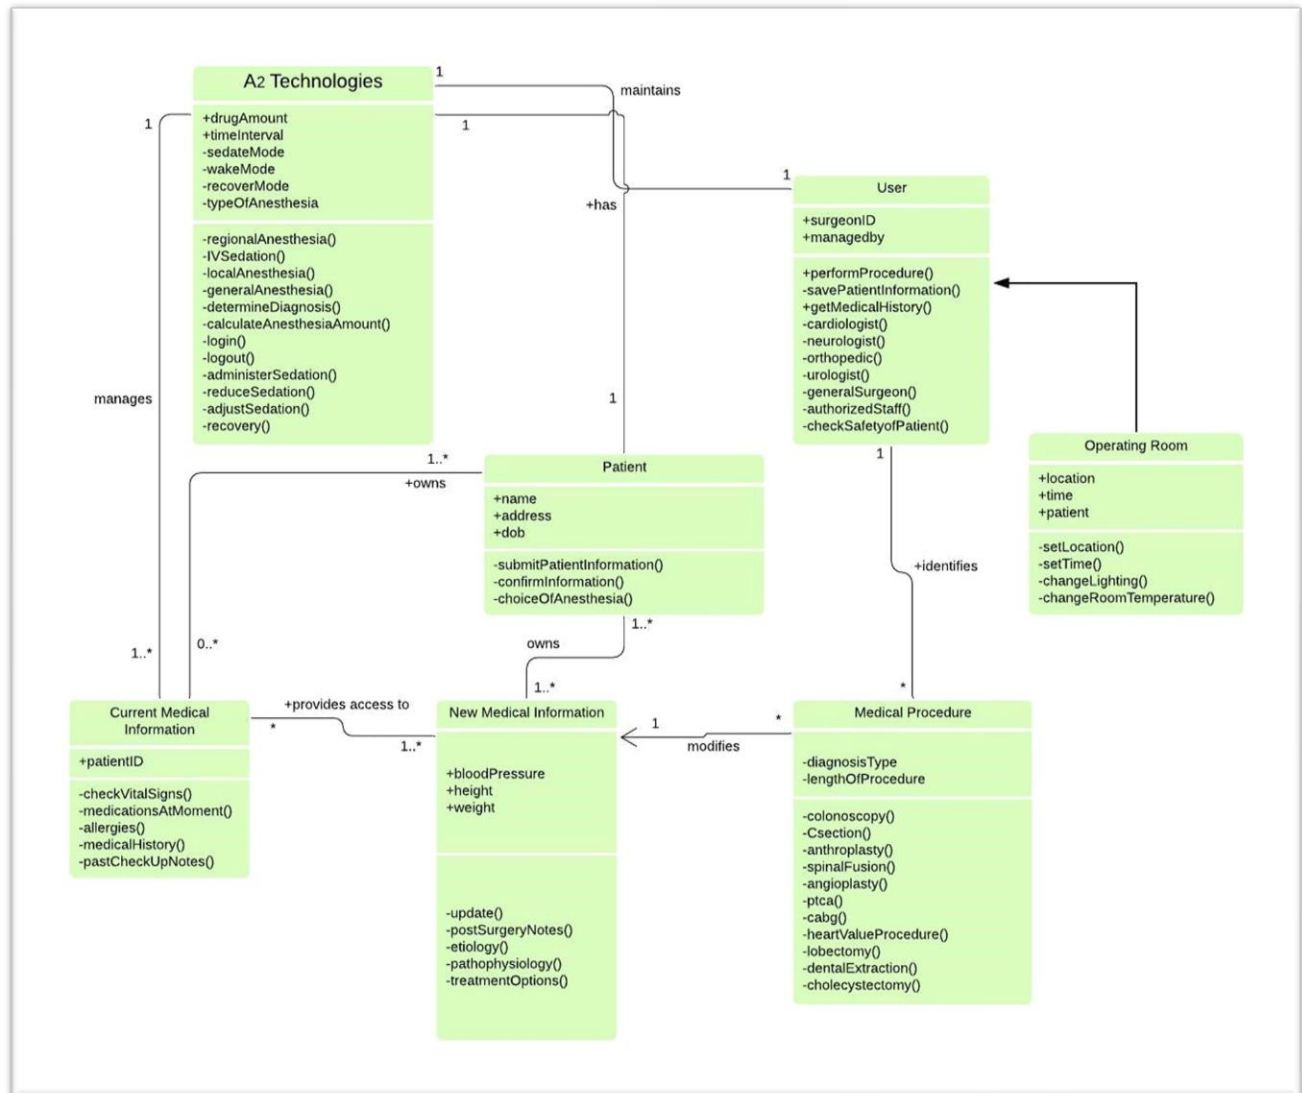 A2 Technologies
+drugAmount
+timeInterval
-sedateMode
-wakeMode
-recoverMode
-typeOfAnesthesia
-regionalAnesthesia()
-IVSedation()
-localAnesthesia()
-generalAnesthesia()
-determineDiagnosis()
-calculateAnesthesiaAmount()
-login()
-logout()
-administerSedation()
-reduceSedation()
-adjustSedation()
-recovery()
1
maintains
1
1
+has
1
1
manages
1..*
User
+surgeonID
+managedby
+performProcedure()
-savePatientInformation()
+getMedicalHistory()
-cardiologist()
-neurologist()
-orthopedic()
-urologist()
-generalSurgeon()
-authorizedStaff()
-checkSafetyofPatient()
Operating Room
+location
+time
+patient
-setLocation()
-setTime()
-changeLighting()
-changeRoomTemperature()
1..*
+owns
0..*
Patient
+name
+address
+dob
-submitPatientInformation()
-confirmInformation()
-choiceOfAnesthesia()
1..*
owns
1..*
1
+identifies
*
Current Medical
Information
+patientID
-checkVitalSigns()
-medicationsAtMoment()
-allergies()
-medicalHistory()
-pastCheckUpNotes()
+provides access to
*
1..*
New Medical Information
+bloodPressure
+height
+weight
-update()
-postSurgeryNotes()
-etiology()
-pathophysiology()
-treatmentOptions()
1
*
modifies
Medical Procedure
-diagnosisType
-lengthOfProcedure
-colonoscopy()
-Csection()
-anthroplasty()
-spinalFusion()
-angioplasty()
-ptca()
-cabg()
-heartValueProcedure()
-lobectomy()
-dentalExtraction()
-cholecystectomy()